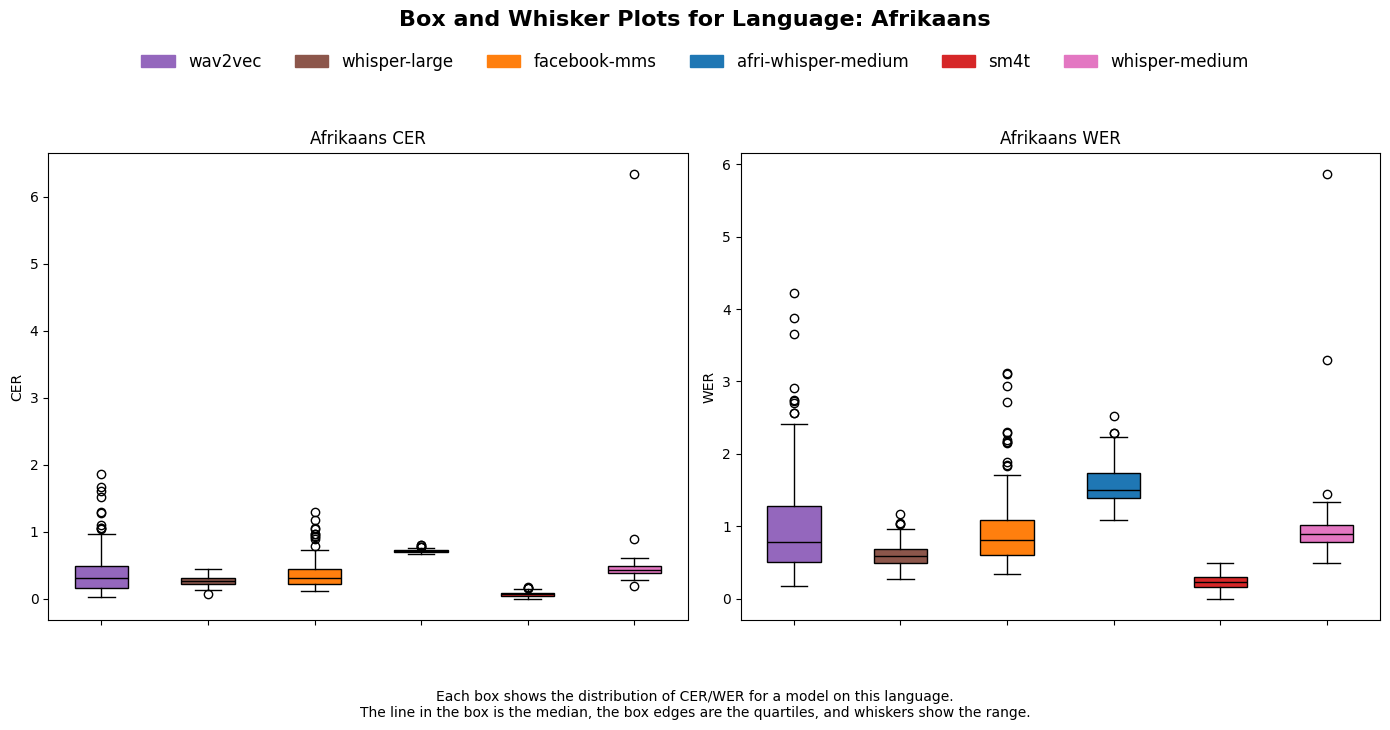 Box and Whisker Plots for Language: Afrikaans
wav2vec whisper-large facebook-mms afri-whisper-medium sm4t whisper-medium
Afrikaans CER
CER
6
5
4
3
2
1
0
Afrikaans WER
WER
6
5
4
3
2
1
0
Each box shows the distribution of CER/WER for a model on this language.
The line in the box is the median, the box edges are the quartiles, and whiskers show the range.